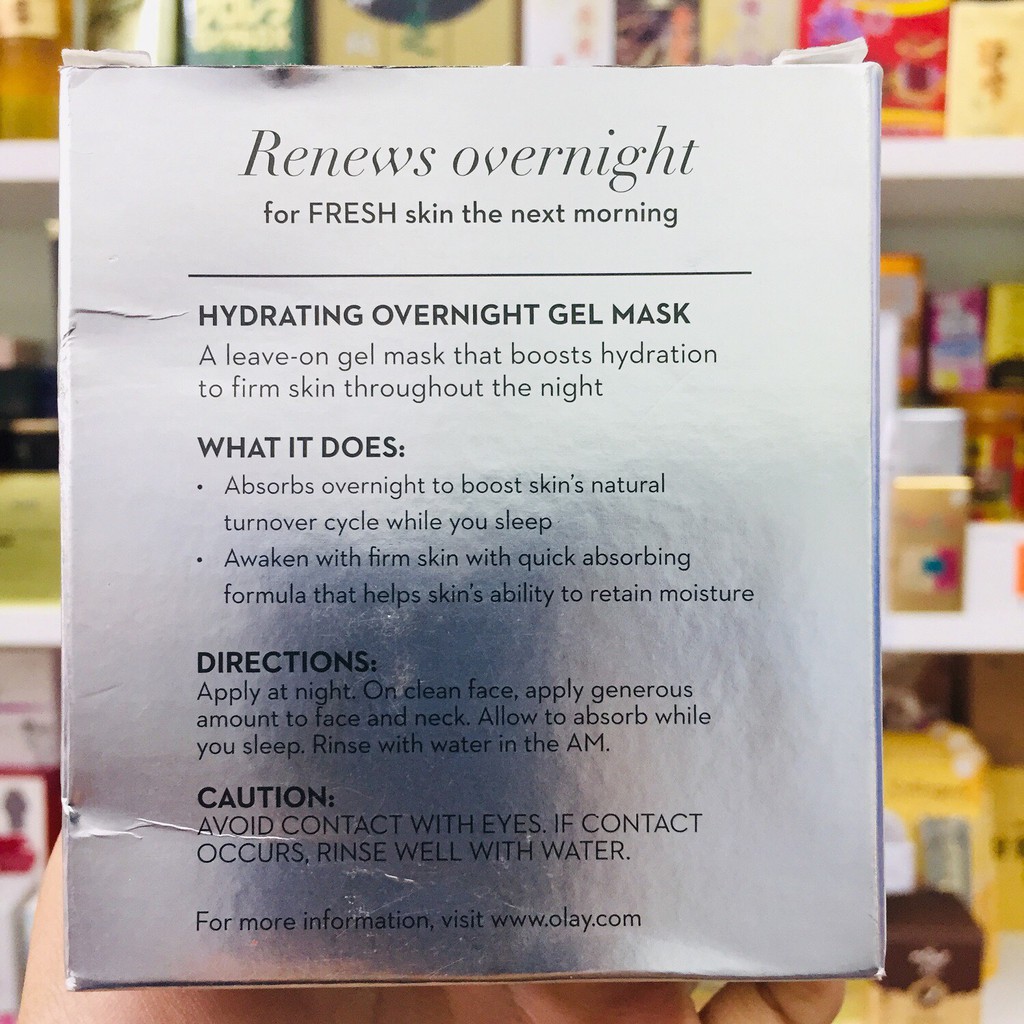 Renews overnight
for FRESH skin the next morning
HYDRATING OVERNIGHT GEL MASK
A leave-on gel mask that boosts hydration
to firm skin throughout the night
WHAT IT DOES:
• Absorbs overnight to boost skin's natural
turnover cycle while you sleep
• Awaken with firm skin with quick absorbing
formula that helps skin's ability to retain moisture
DIRECTIONS:
Apply at night. On clean face, apply generous
amount to face and neck. Allow to absorb while
you sleep. Rinse with water in the AM.
CAUTION:
AVOID CONTACT WITH EYES. IF CONTACT
OCCURS, RINSE WELL WITH WATER.
For more information, visit www.olay.com